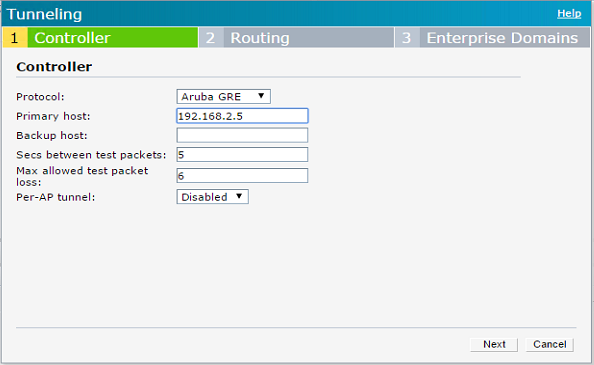 Tunneling Help
1 Controller 2 Routing 3 Enterprise Domains
Controller
Protocol: Aruba GRE
Primary host: 192.168.2.5
Backup host:
Secs between test packets: 5
Max allowed test packet
loss: 6
Per-AP tunnel: Disabled
Next Cancel